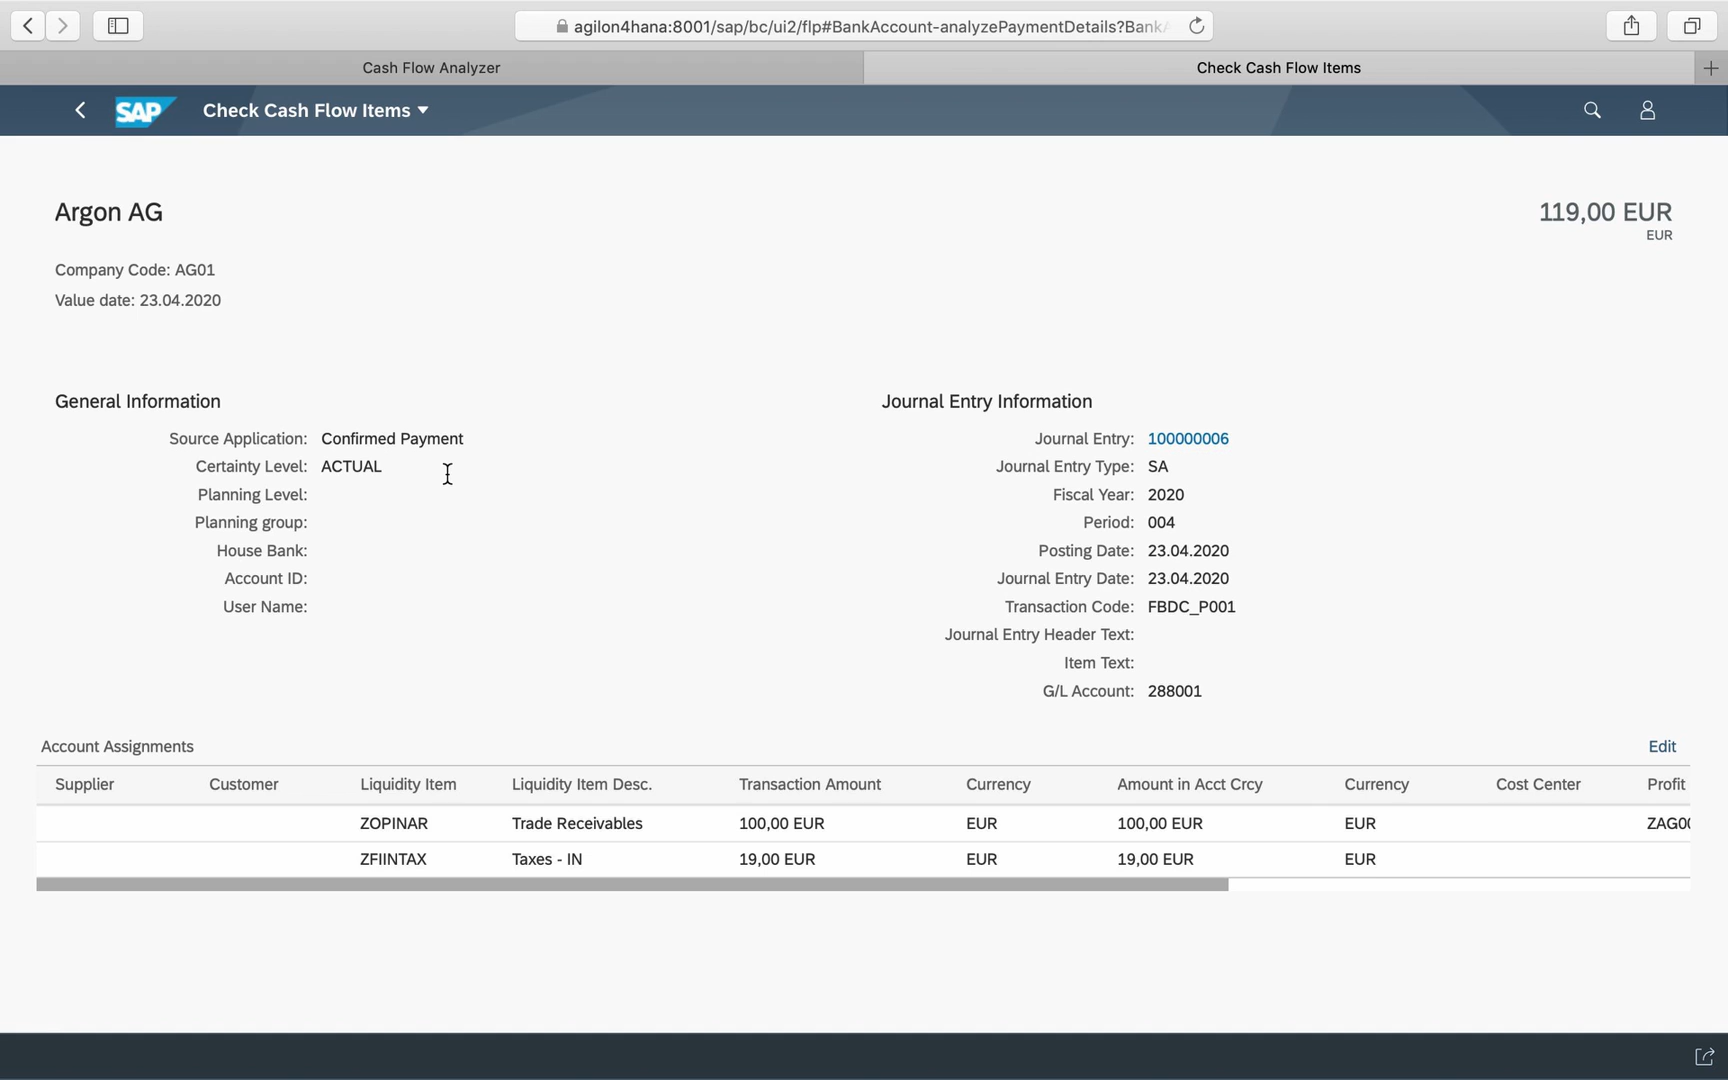 agilon4hana:8001/sap/bc/ui2/flp#BankAccount-analyzePaymentDetails?Bank
Cash Flow Analyzer
Check Cash Flow Items
SAP
Check Cash Flow Items
Argon AG
119,00 EUR
EUR
Company Code: AG01
Value date: 23.04.2020
General Information
Source Application: Confirmed Payment
Certainty Level: ACTUAL
Planning Level:
Planning group:
House Bank:
Account ID:
User Name:
Journal Entry Information
Journal Entry: 100000006
Journal Entry Type: SA
Fiscal Year: 2020
Period: 004
Posting Date: 23.04.2020
Journal Entry Date: 23.04.2020
Transaction Code: FBDC_P001
Journal Entry Header Text:
Item Text:
G/L Account: 288001
Account Assignments
Edit
Supplier Customer Liquidity Item Liquidity Item Desc. Transaction Amount Currency Amount in Acct Crcy Currency Cost Center Profit
ZOPINAR Trade Receivables 100,00 EUR EUR 100,00 EUR EUR
ZFIINTAX Taxes - IN 19,00 EUR EUR 19,00 EUR EUR